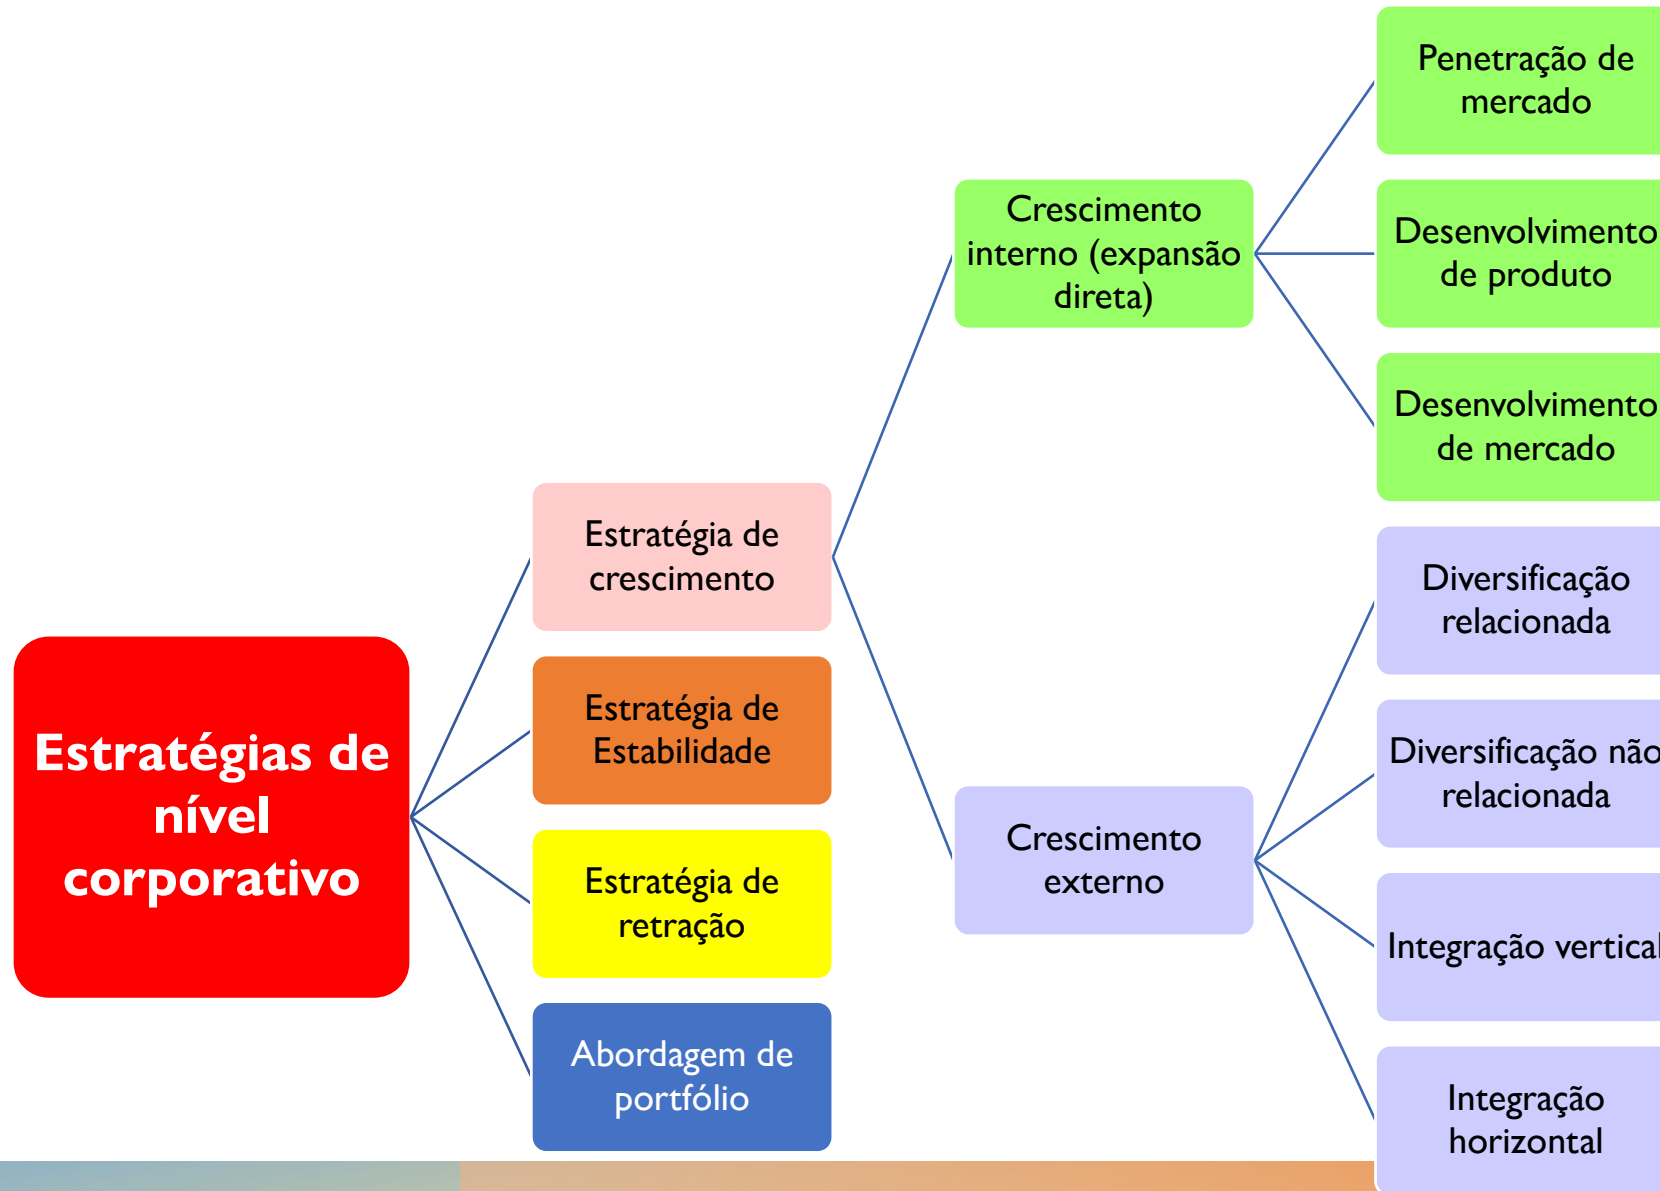 Estratégias de
nível
corporativo
Estratégia de
crescimento
Estratégia de
Estabilidade
Estratégia de
retração
Abordagem de
portfólio
Crescimento
interno (expansão
direta)
Crescimento
externo
Penetração de
mercado
Desenvolvimento
de produto
Desenvolvimento
de mercado
Diversificação
relacionada
Diversificação não
relacionada
Integração vertical
Integração
horizontal